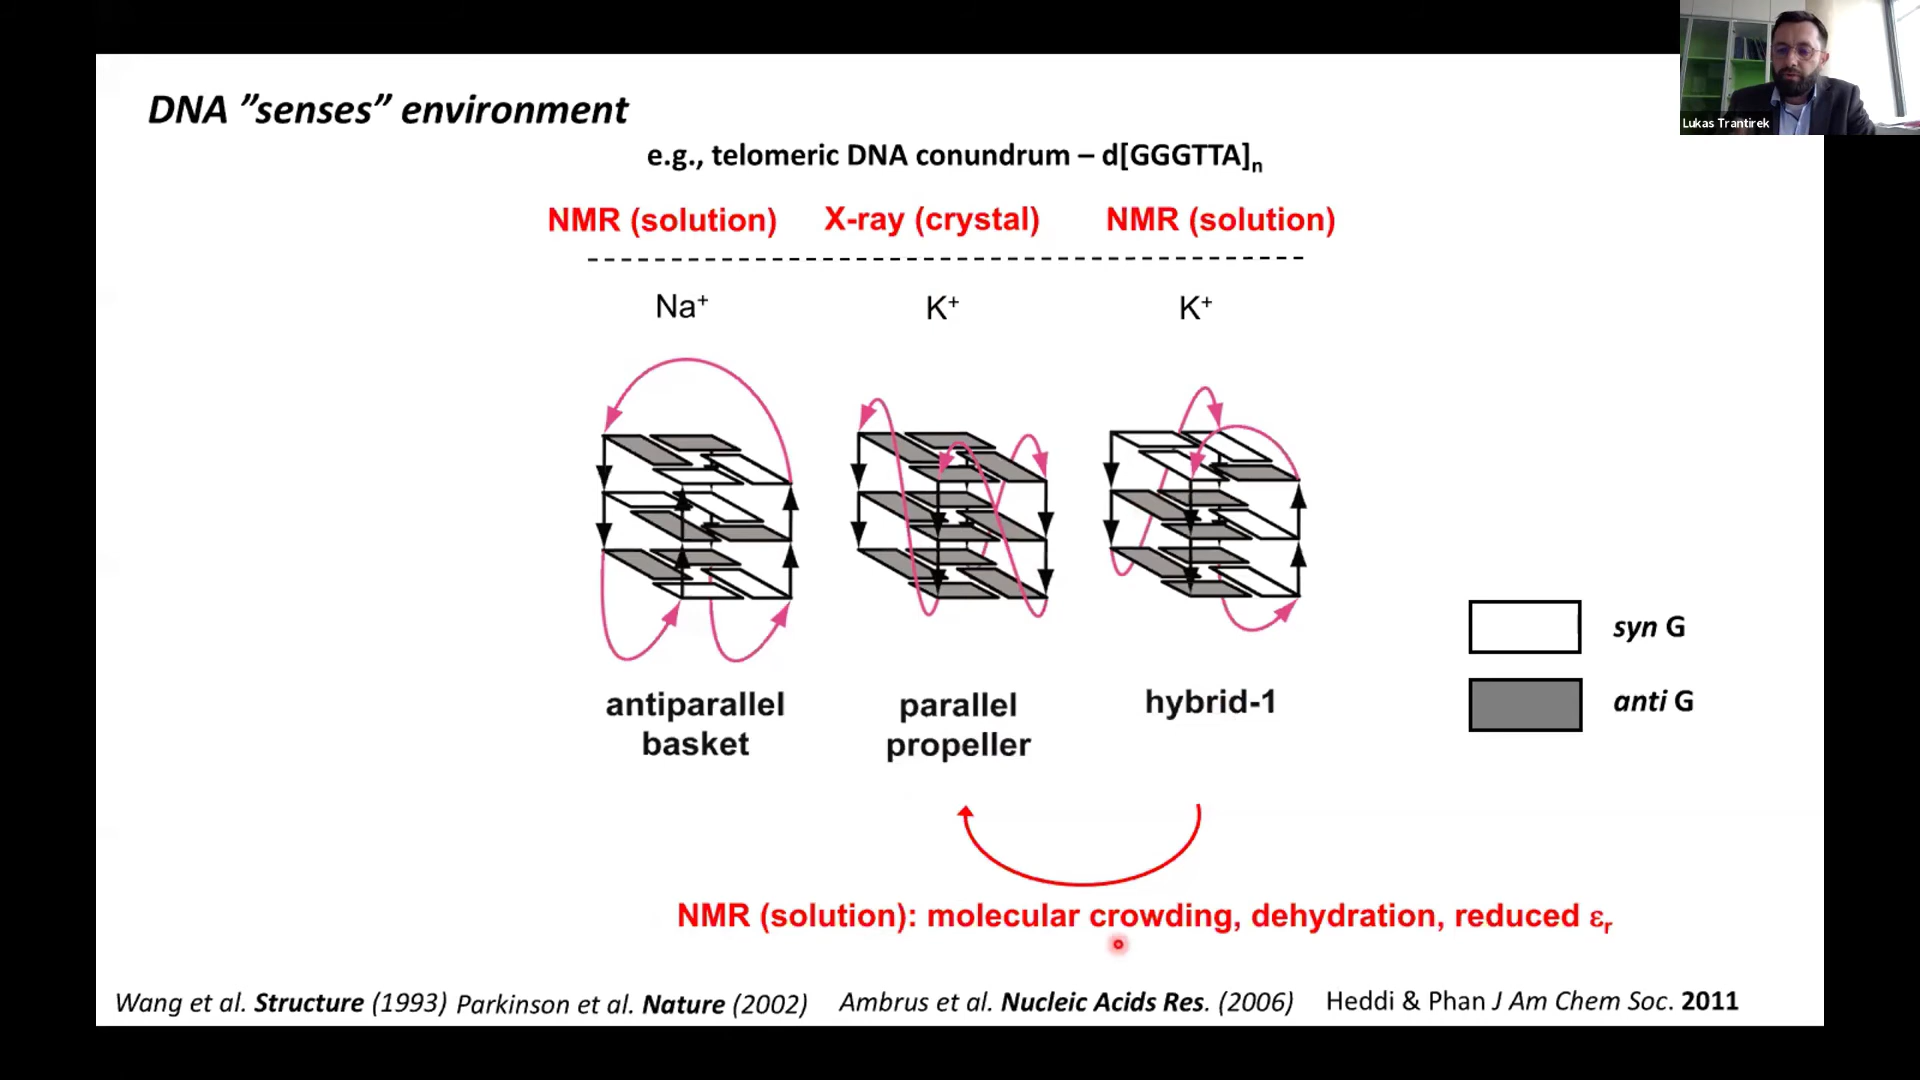 Lukas Trantirek
DNA ”senses” environment
e.g., telomeric DNA conundrum – d[GGGTTA]n
NMR (solution) X-ray (crystal) NMR (solution)
Na+ K+ K+
antiparallel basket
parallel propeller
hybrid-1
syn G
anti G
NMR (solution): molecular crowding, dehydration, reduced εr
Wang et al. Structure (1993) Parkinson et al. Nature (2002) Ambrus et al. Nucleic Acids Res. (2006) Heddi & Phan J Am Chem Soc. 2011